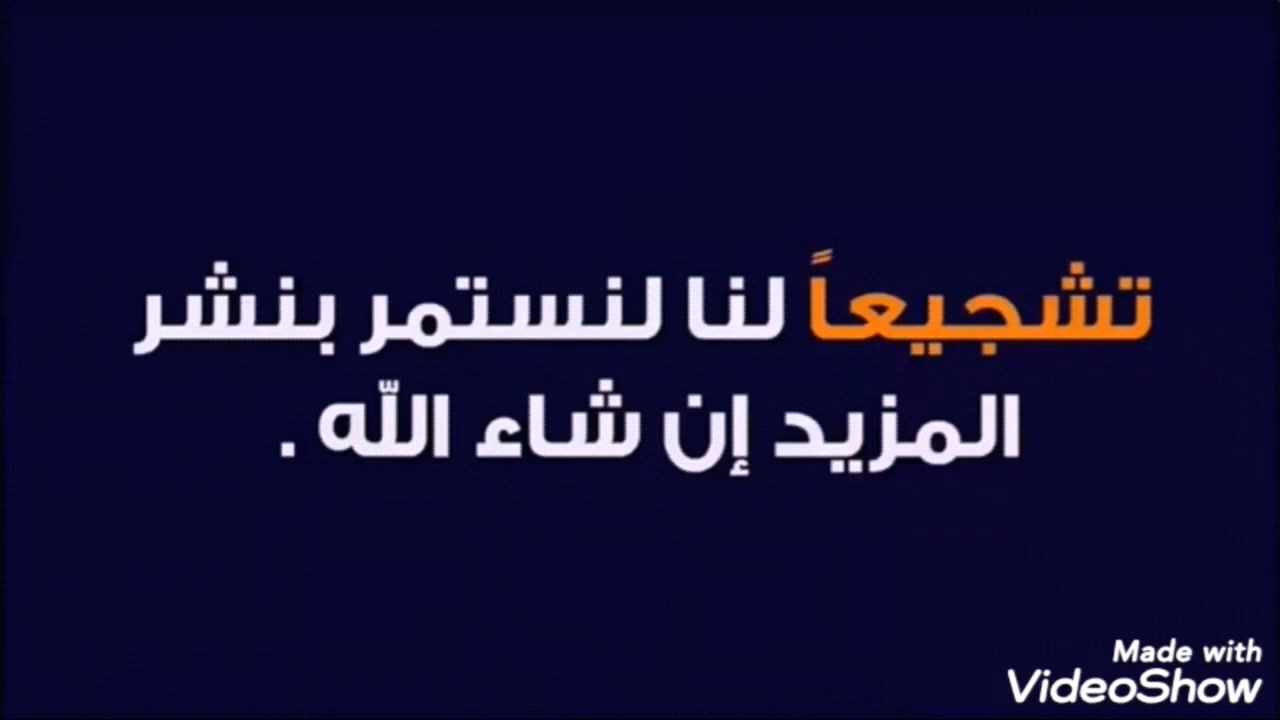 تشجيعاً لنا لنستمر بنشر
المزيد إن شاء اللّه .
Made with
VideoShow